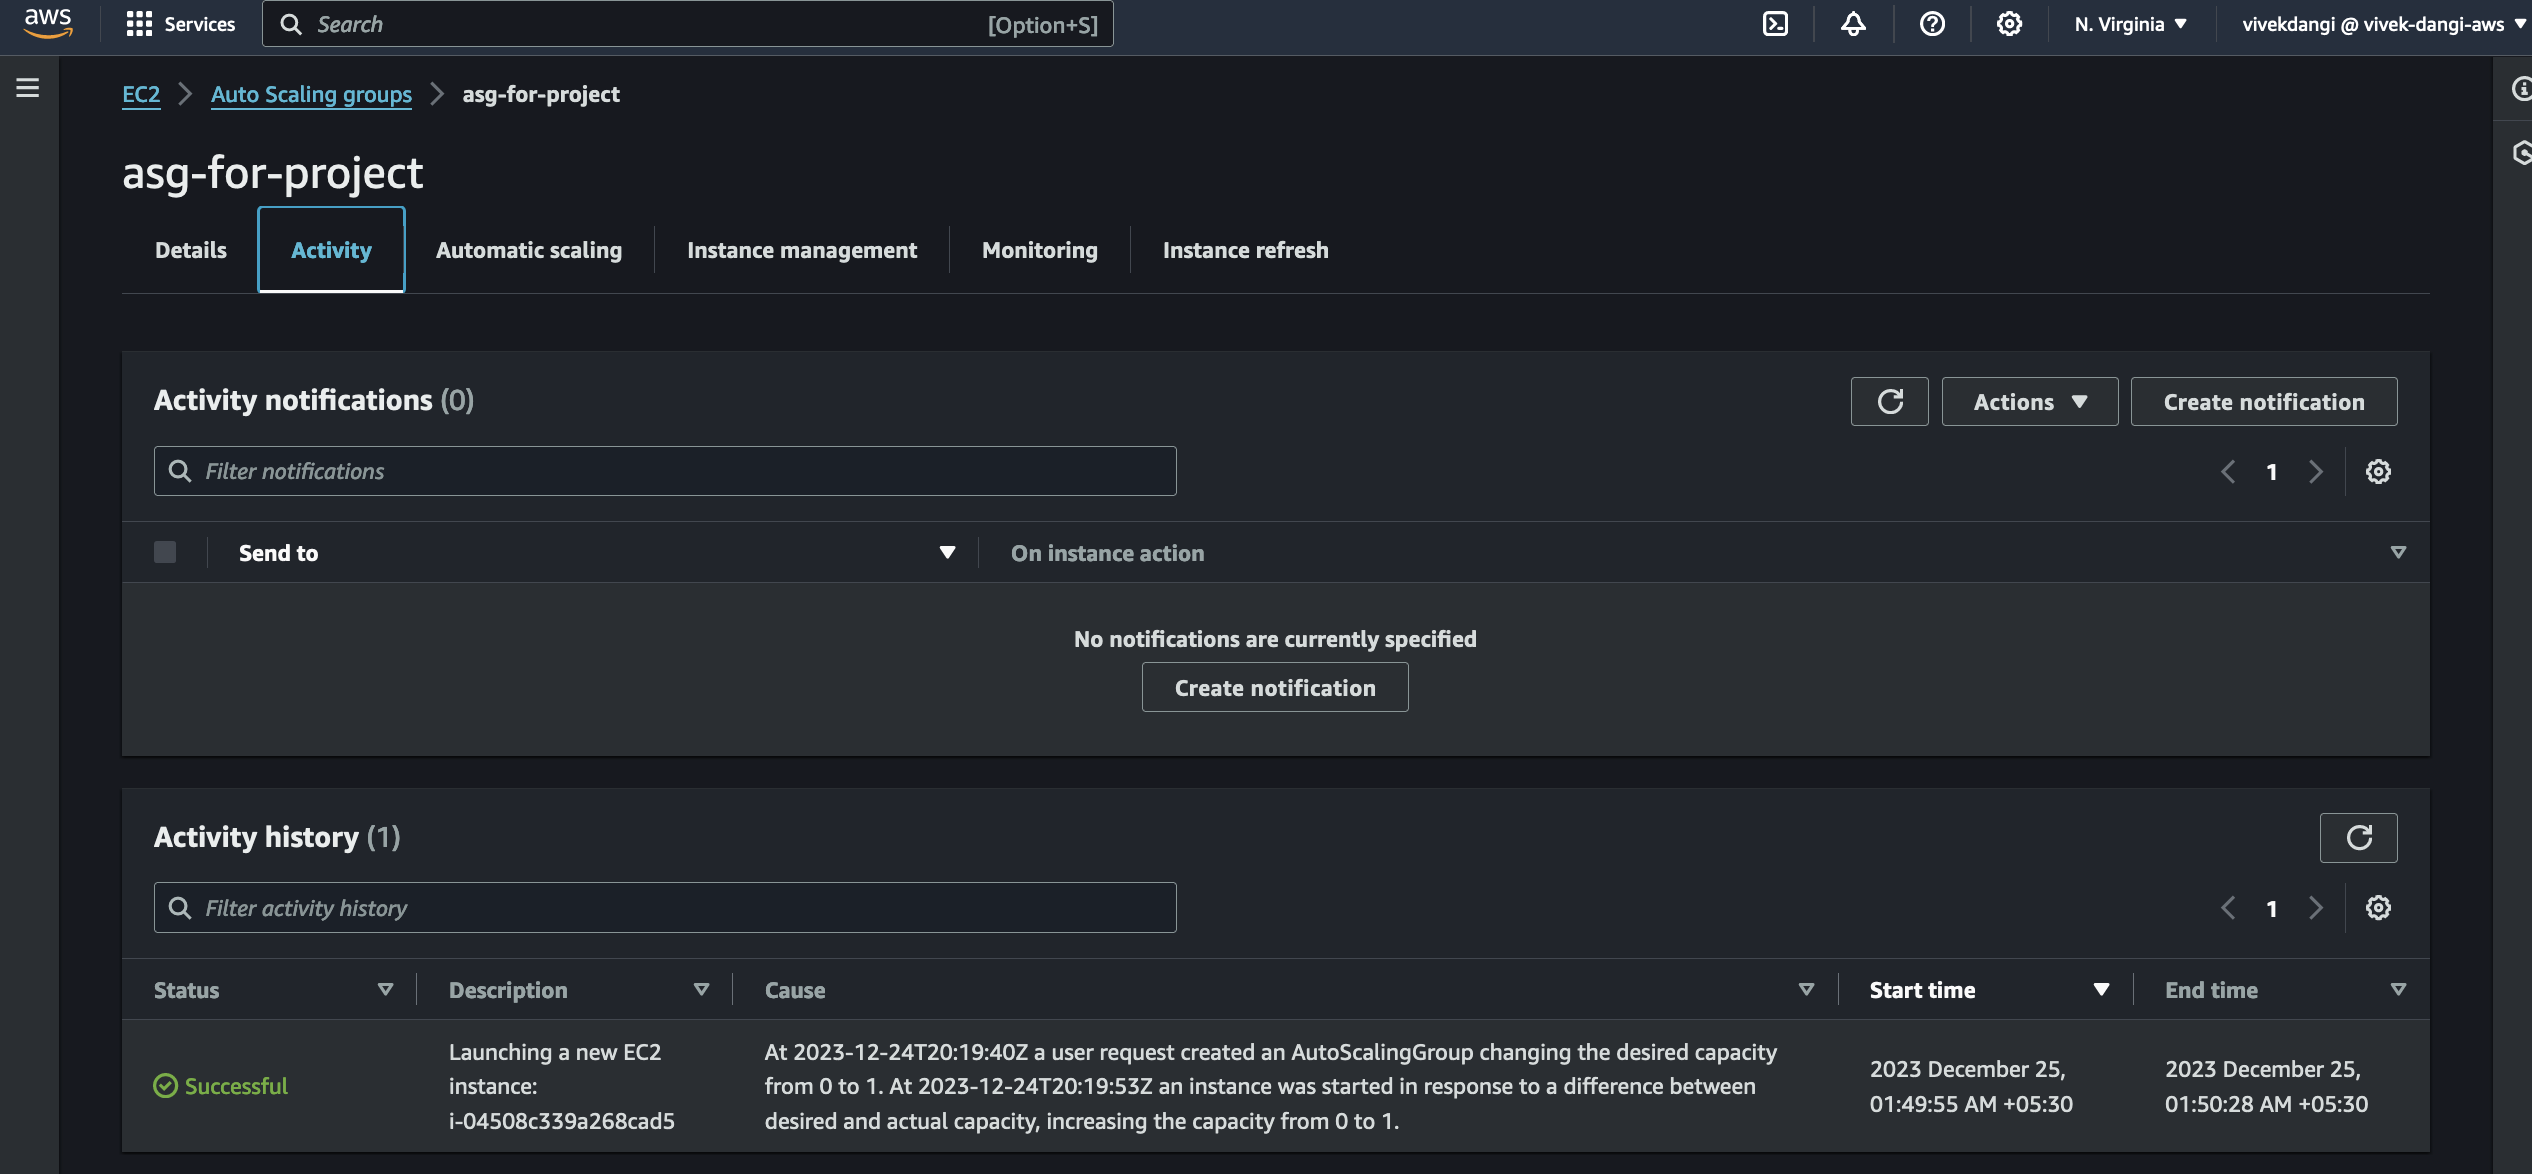 aws
Services
Search
[Option+S]
N. Virginia
vivekdangi @ vivek-dangi-aws
EC2
Auto Scaling groups
asg-for-project
asg-for-project
Details
Activity
Automatic scaling
Instance management
Monitoring
Instance refresh
Activity notifications (0)
Actions
Create notification
Filter notifications
1
Send to
On instance action
No notifications are currently specified
Create notification
Activity history (1)
Filter activity history
1
Status
Description
Cause
Start time
End time
Successful
Launching a new EC2
instance:
i-04508c339a268cad5
At 2023-12-24T20:19:40Z a user request created an AutoScalingGroup changing the desired capacity
from 0 to 1. At 2023-12-24T20:19:53Z an instance was started in response to a difference between
desired and actual capacity, increasing the capacity from 0 to 1.
2023 December 25,
01:49:55 AM +05:30
2023 December 25,
01:50:28 AM +05:30